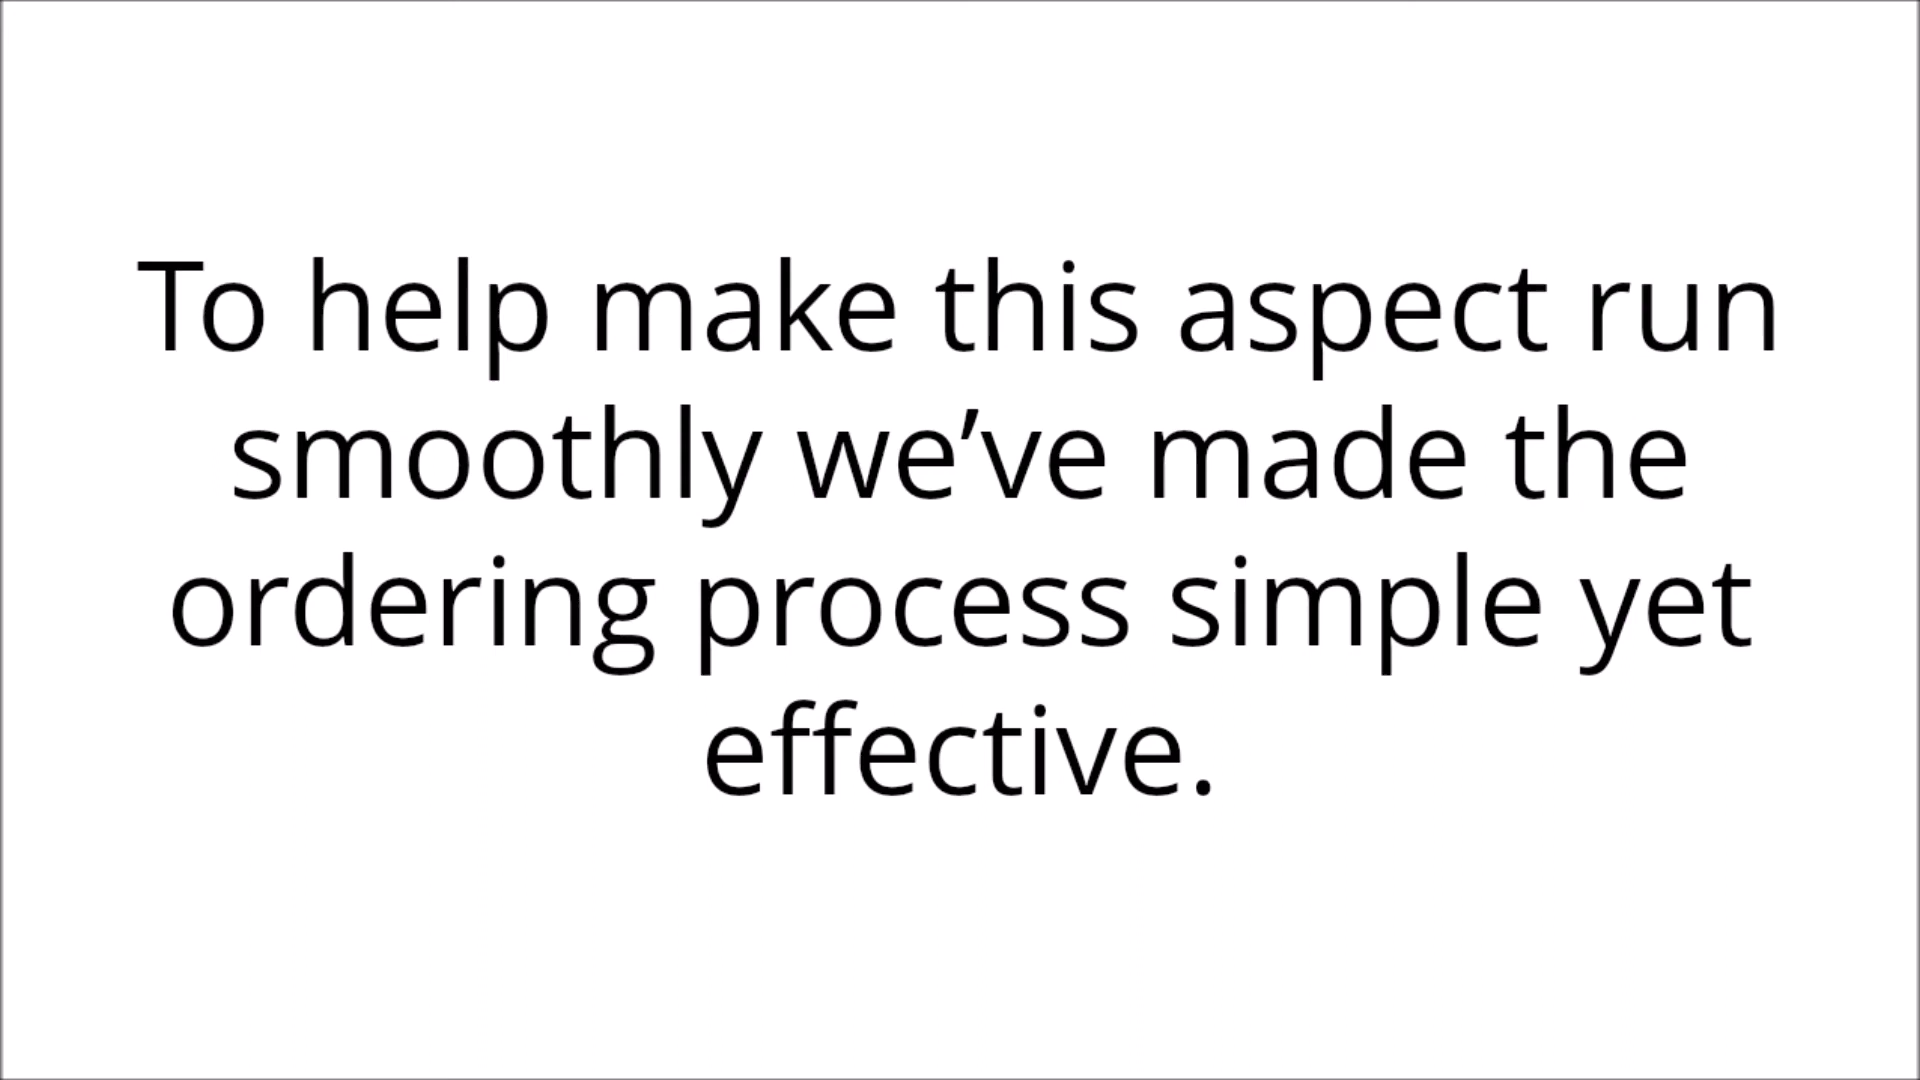 To help make this aspect run
smoothly we’ve made the
ordering process simple yet
effective.